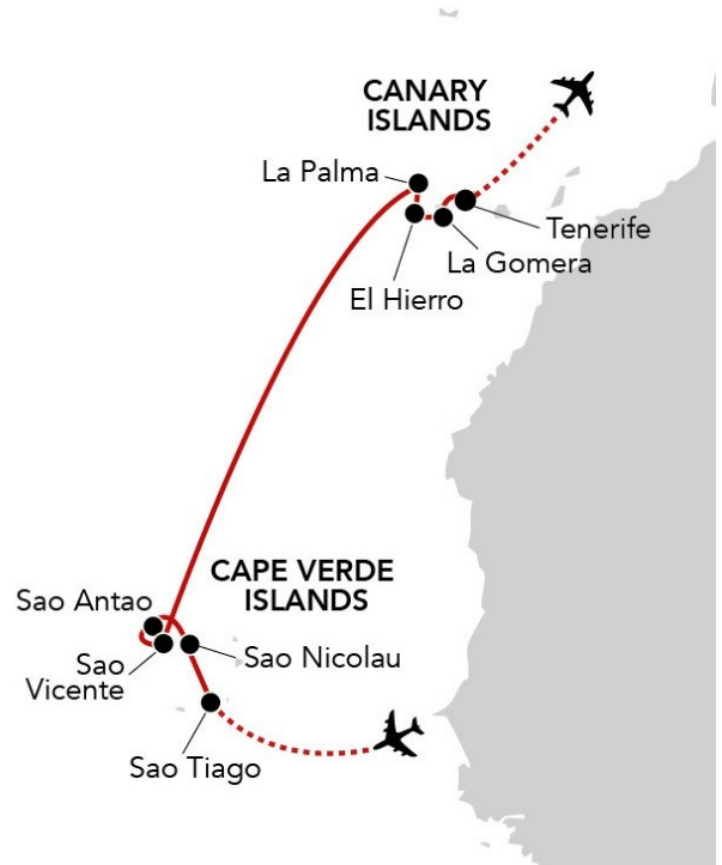 CANARY
ISLANDS
La Palma
Tenerife
La Gomera
El Hierro
CAPE VERDE
ISLANDS
Sao Antao
Sao Nicolau
Sao
Vicente
Sao Tiago